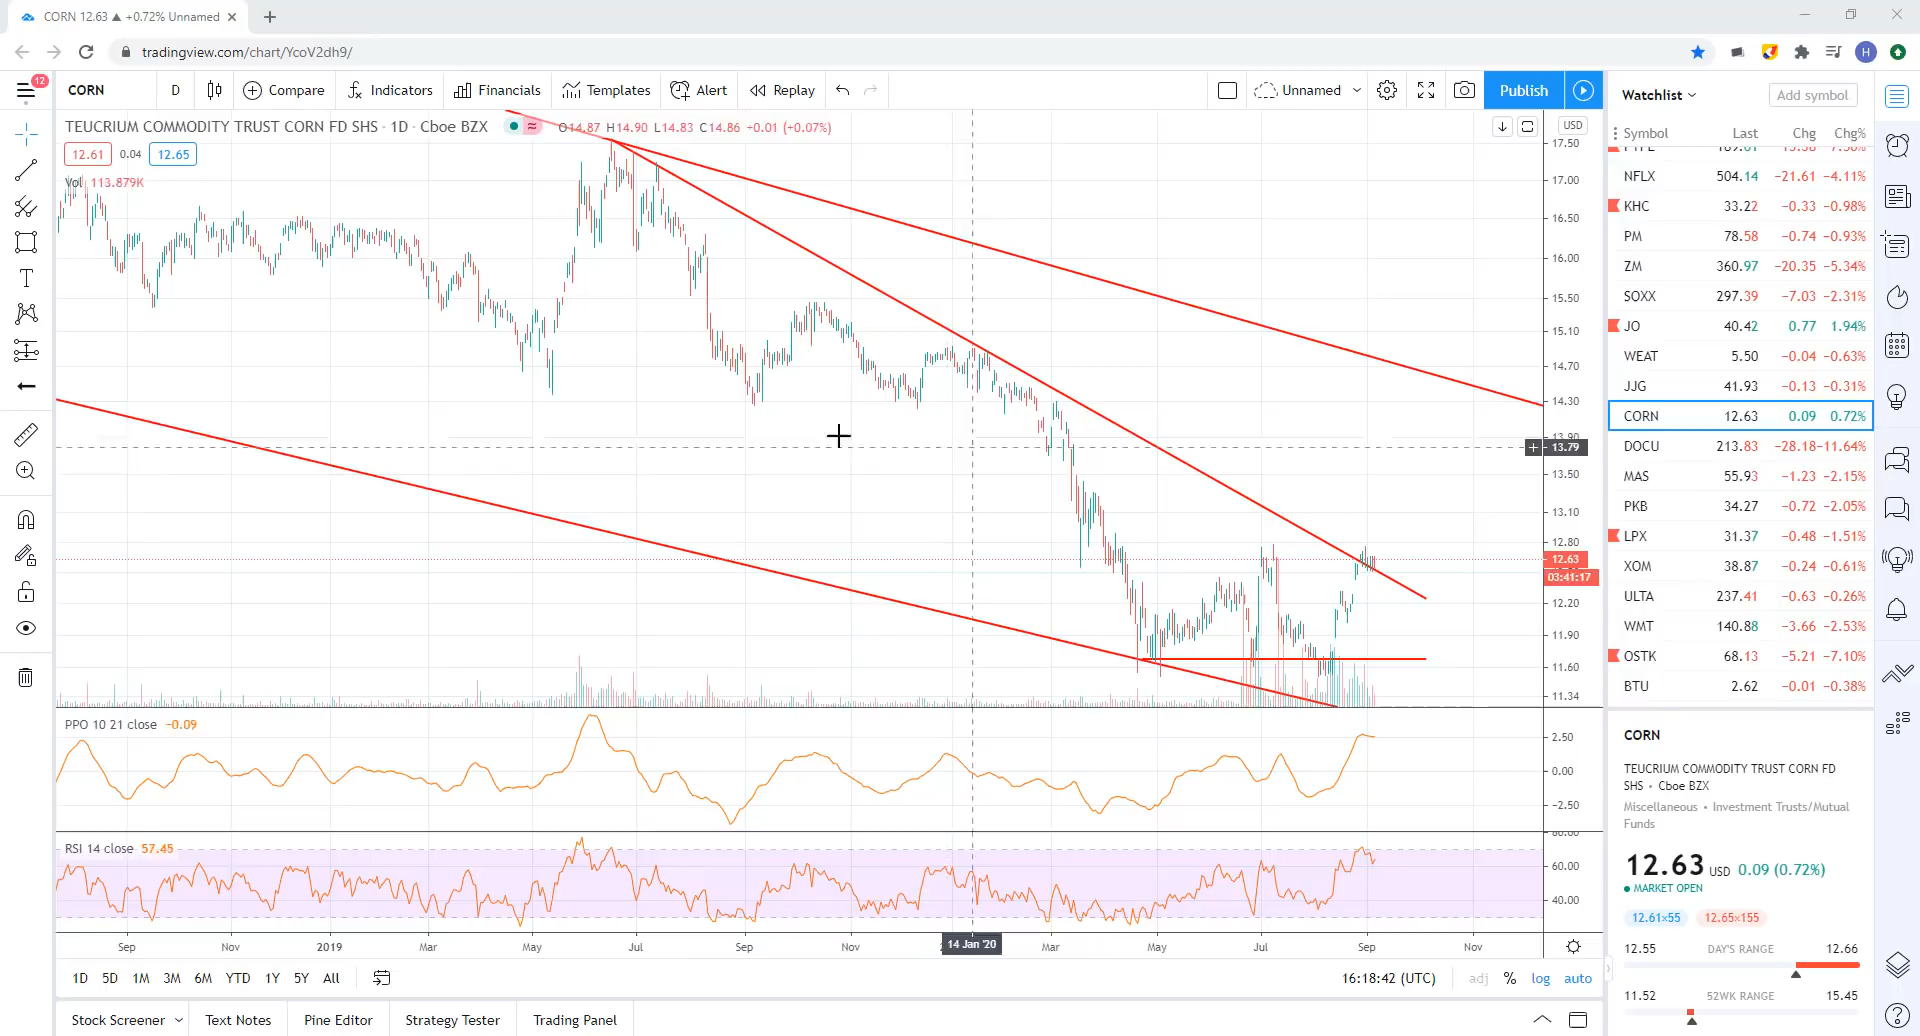 CORN 12.63 ▲ +0.72% Unnamed
tradingview.com/chart/YcoV2dh9/
H
12
CORN D Compare Indicators Financials Templates Alert Replay Unnamed Publish
TEUCRIUM COMMODITY TRUST CORN FD SHS · 1D · Cboe BZX O14.87 H14.90 L14.83 C14.86 +0.01 (+0.07%)
12.61 0.04 12.65
Vol 113.879K
USD
17.50
17.00
16.50
16.00
15.50
15.10
14.70
14.30
13.90
13.79
13.50
13.10
12.80
12.63
03:41:17
12.20
11.90
11.60
11.34
PPO 10 21 close −0.09
2.50
0.00
−2.50
RSI 14 close 57.45
80.00
60.00
40.00
Sep Nov 2019 Mar May Jul Sep Nov 14 Jan '20 Mar May Jul Sep Nov
1D 5D 1M 3M 6M YTD 1Y 5Y All
16:18:42 (UTC) adj % log auto
Stock Screener Text Notes Pine Editor Strategy Tester Trading Panel
Watchlist Add symbol
Symbol Last Chg Chg%
NFLX 504.14 −21.61 −4.11%
KHC 33.22 −0.33 −0.98%
PM 78.58 −0.74 −0.93%
ZM 360.97 −20.35 −5.34%
SOXX 297.39 −7.03 −2.31%
JO 40.42 0.77 1.94%
WEAT 5.50 −0.04 −0.63%
JJG 41.93 −0.13 −0.31%
CORN 12.63 0.09 0.72%
DOCU 213.83 −28.18 −11.64%
MAS 55.93 −1.23 −2.15%
PKB 34.27 −0.72 −2.05%
LPX 31.37 −0.48 −1.51%
XOM 38.87 −0.24 −0.61%
ULTA 237.41 −0.63 −0.26%
WMT 140.88 −3.66 −2.53%
OSTK 68.13 −5.21 −7.10%
BTU 2.62 −0.01 −0.38%
CORN
TEUCRIUM COMMODITY TRUST CORN FD
SHS • Cboe BZX
Miscellaneous • Investment Trusts/Mutual
Funds
12.63 USD 0.09 (0.72%)
MARKET OPEN
12.61×55 12.65×155
12.55 DAY'S RANGE 12.66
11.52 52WK RANGE 15.45